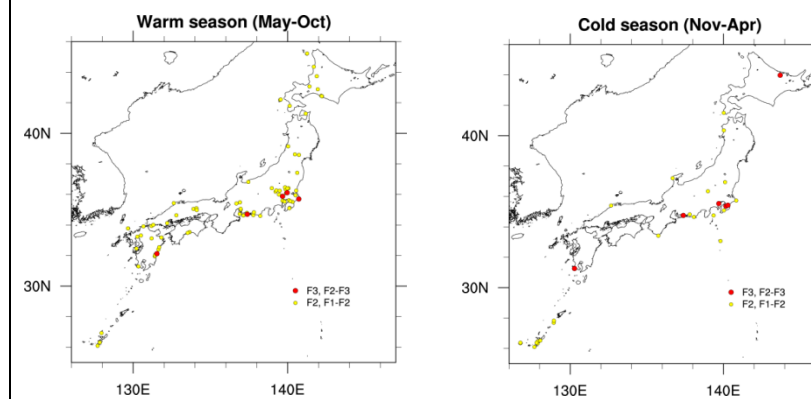 Warm season (May-Oct)
40N
30N
130E
140E
F3, F2-F3
F2, F1-F2
Cold season (Nov-Apr)
40N
30N
130E
140E
F3, F2-F3
F2, F1-F2